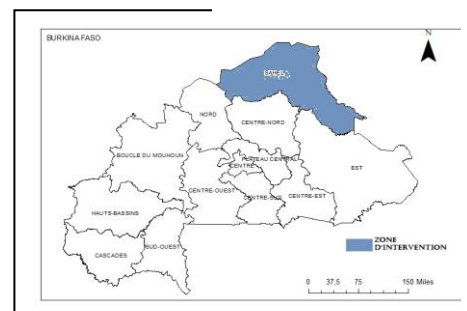 BURKINA FASO
N
SAHEL
NORD
CENTRE-NORD
BOUCLE DU MOUHOUN
PLATEAU CENTRAL
CENTRE
EST
CENTRE-OUEST
CENTRE-SUD
CENTRE-EST
HAUTS-BASSINS
SUD-OUEST
CASCADES
ZONE
D'INTERVENTION
0 37,5 75 150 Miles